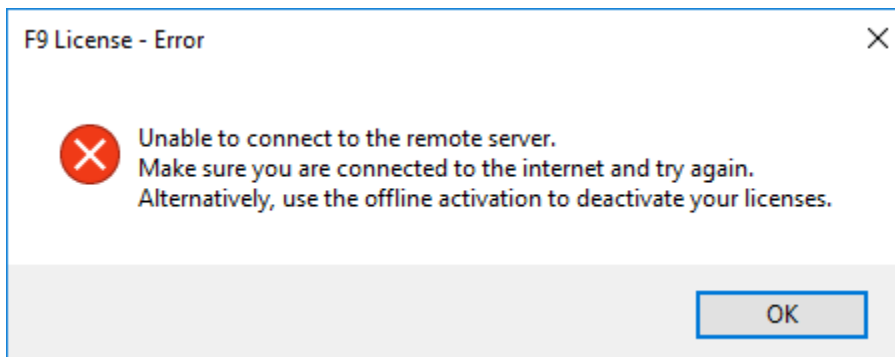 F9 License - Error
Unable to connect to the remote server.
Make sure you are connected to the internet and try again.
Alternatively, use the offline activation to deactivate your licenses.
OK